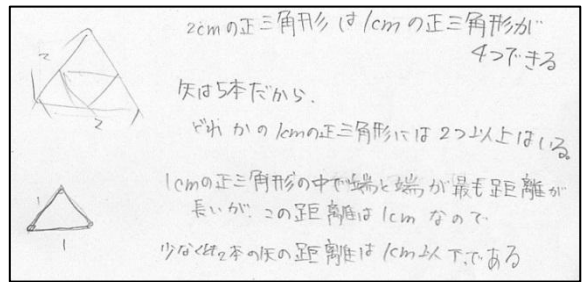 2cmの正三角形は1cmの正三角形が
4つできる
矢は5本だから、
どれかの1cmの正三角形には2つ以上はいる。
1cmの正三角形の中で端と端が最も距離が
長いが、この距離は1cmなので
少なくとも2本の矢の距離は1cm以下である
2
2
1
1